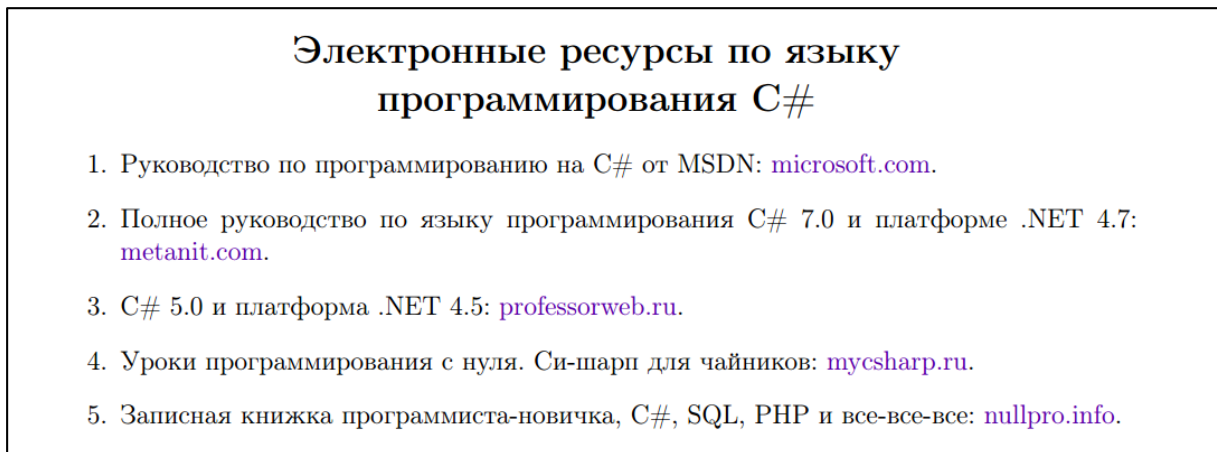 Электронные ресурсы по языку
программирования C#
1. Руководство по программированию на C# от MSDN: microsoft.com.
2. Полное руководство по языку программирования C# 7.0 и платформе .NET 4.7:
metanit.com.
3. C# 5.0 и платформа .NET 4.5: professorweb.ru.
4. Уроки программирования с нуля. Си-шарп для чайников: mycsharp.ru.
5. Записная книжка программиста-новичка, C#, SQL, PHP и все-все-все: nullpro.info.